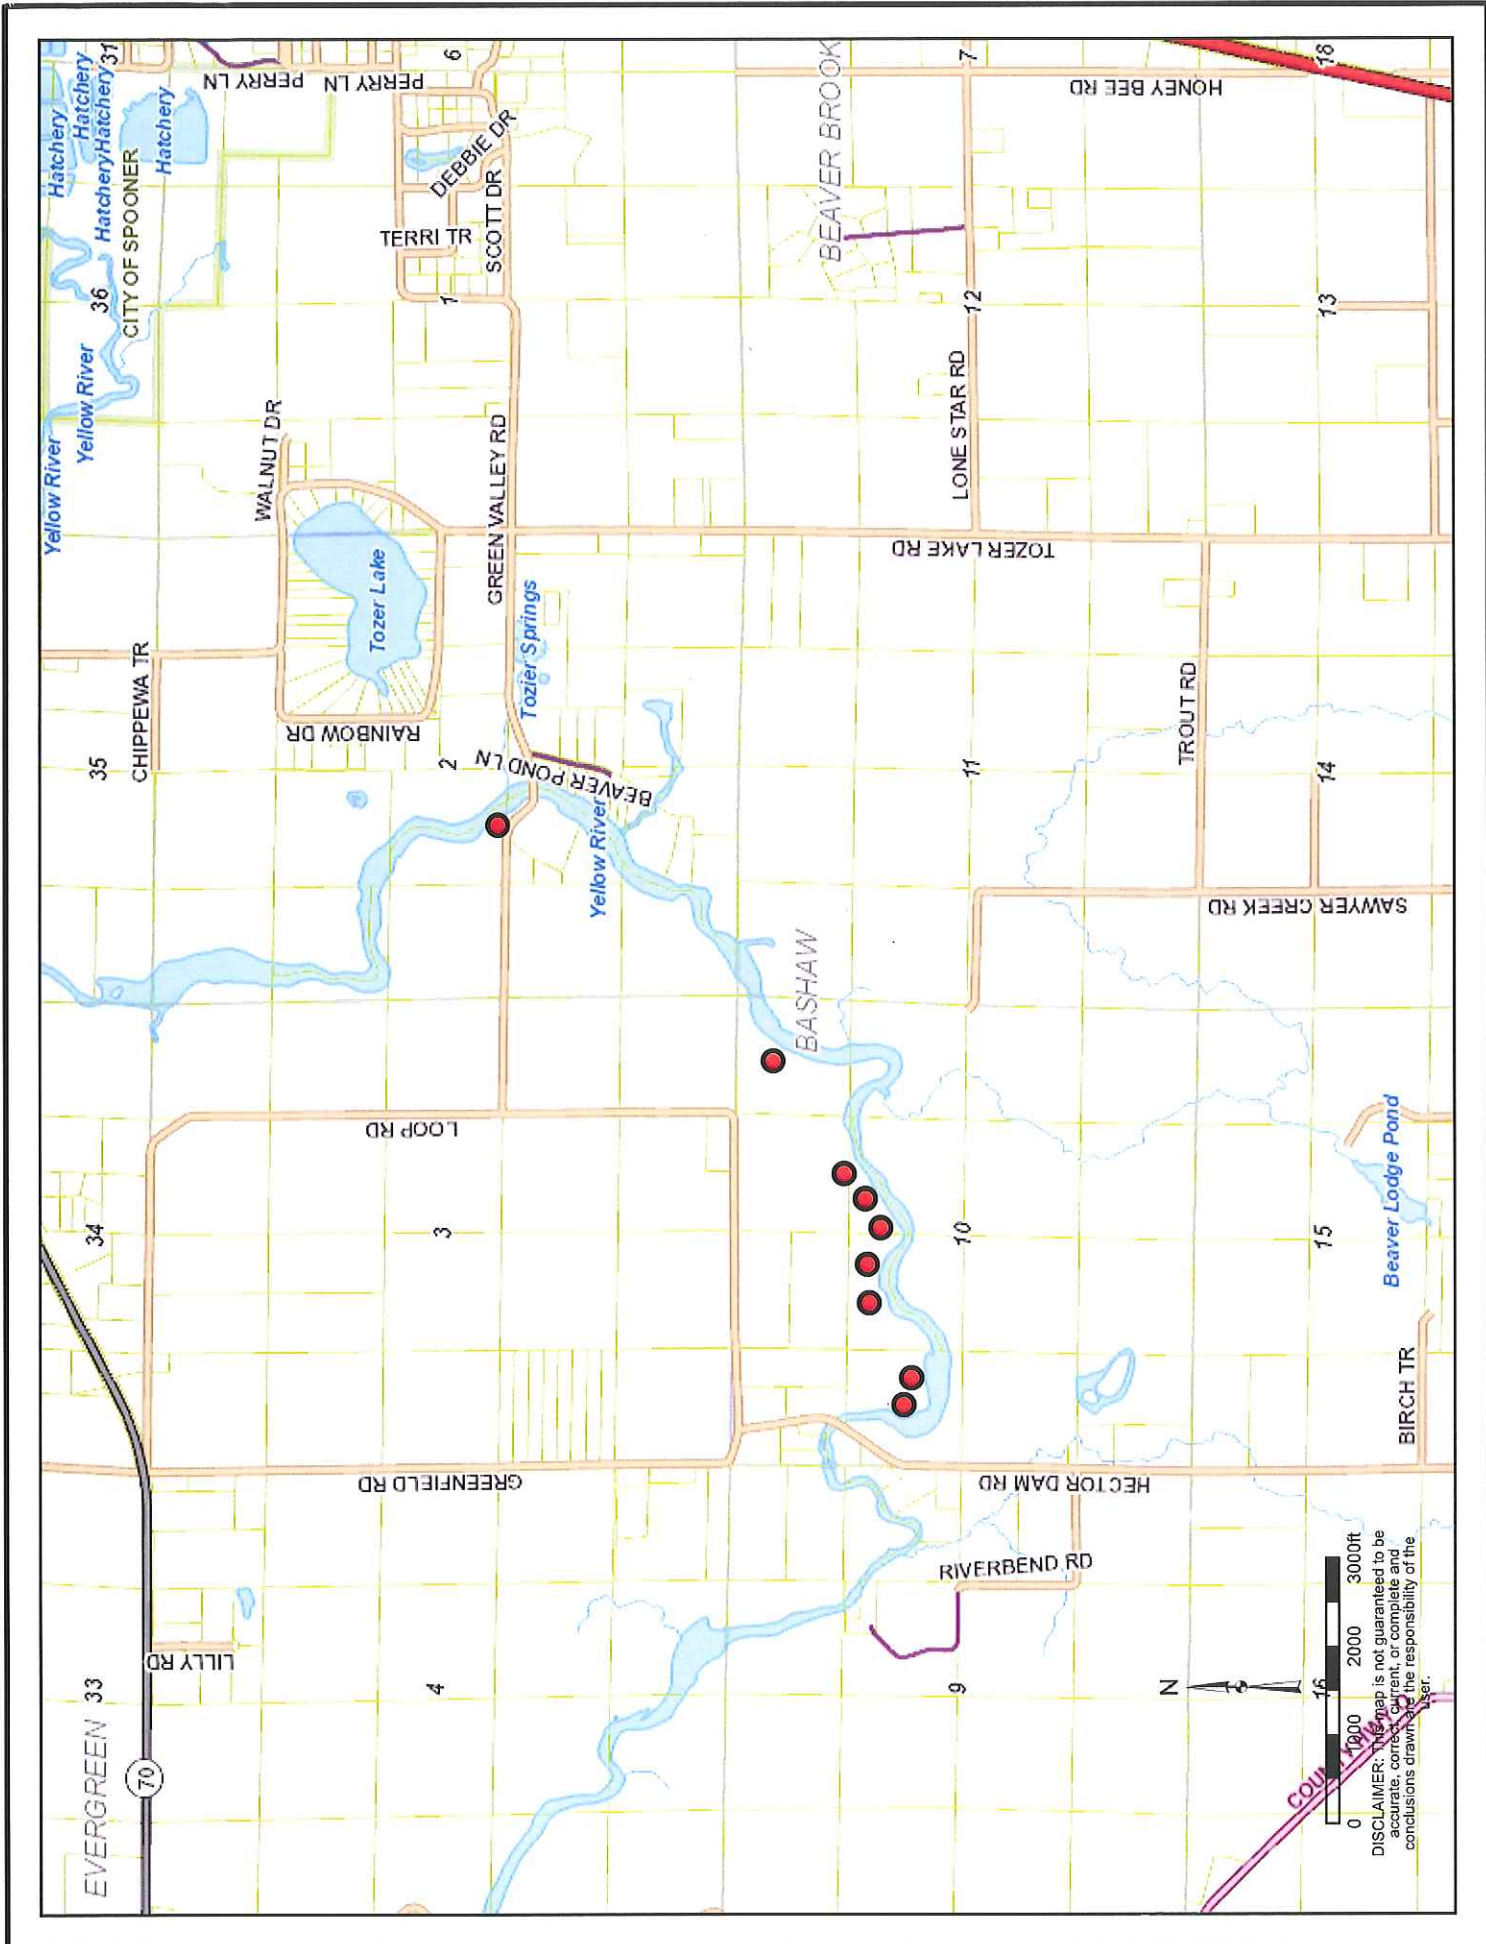 EVERGREEN
33
34
35
36
31
Yellow River
Yellow River
Hatchery
Hatchery
Hatchery
Hatchery
Hatchery
CITY OF SPOONER
70
LILLY RD
CHIPPEWA TR
WALNUT DR
PERRY LN
PERRY LN
Tozer Lake
RAINBOW DR
GREENFIELD RD
LOOP RD
4
3
2
1
6
TERRI TR
DEBBIE DR
SCOTT DR
GREEN VALLEY RD
Tozier Springs
BEAVER POND LN
Yellow River
BASHAW
BEAVER BROOK
TOZER LAKE RD
LONE STAR RD
HONEY BEE RD
9
10
11
12
7
RIVERBEND RD
HECTOR DAM RD
TROUT RD
SAWYER CREEK RD
N
16
15
14
13
18
Beaver Lodge Pond
BIRCH TR
COUNTY HWY
0 1000 2000 3000ft
DISCLAIMER: This map is not guaranteed to be
accurate, correct, current, or complete and
conclusions drawn are the responsibility of the
user.